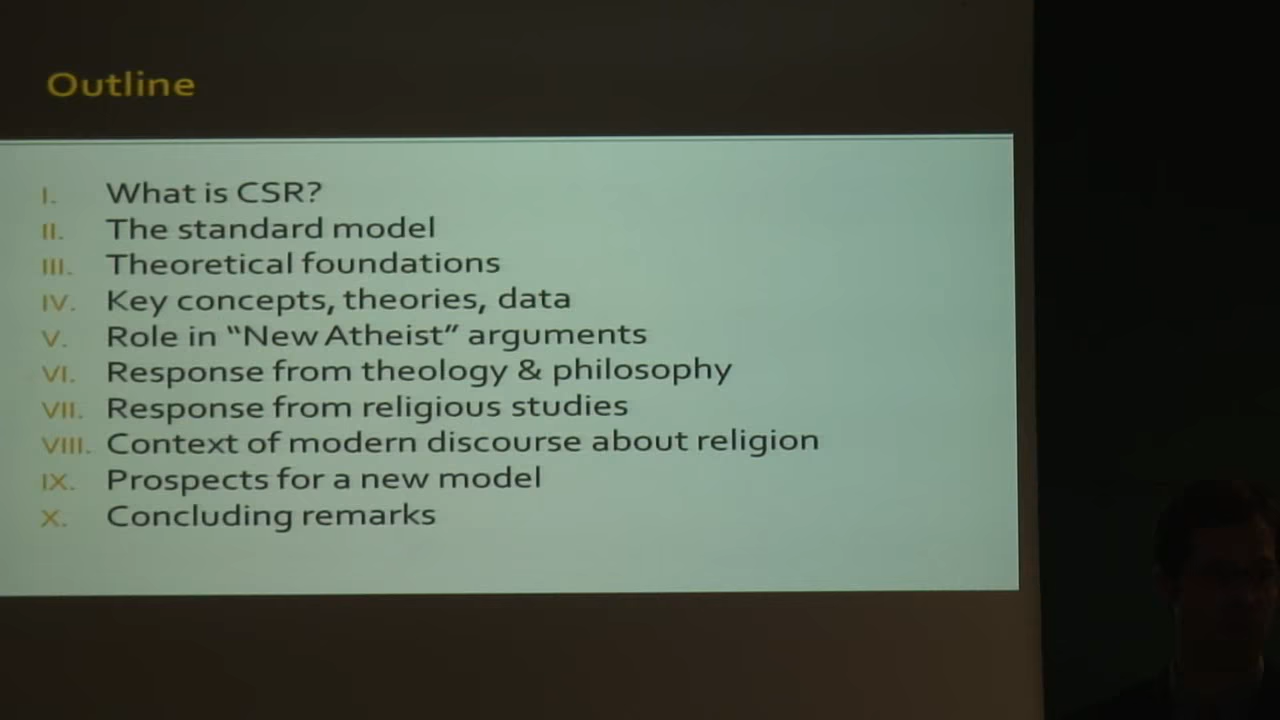 Outline
I. What is CSR?
II. The standard model
III. Theoretical foundations
IV. Key concepts, theories, data
V. Role in “New Atheist” arguments
VI. Response from theology & philosophy
VII. Response from religious studies
VIII. Context of modern discourse about religion
IX. Prospects for a new model
X. Concluding remarks